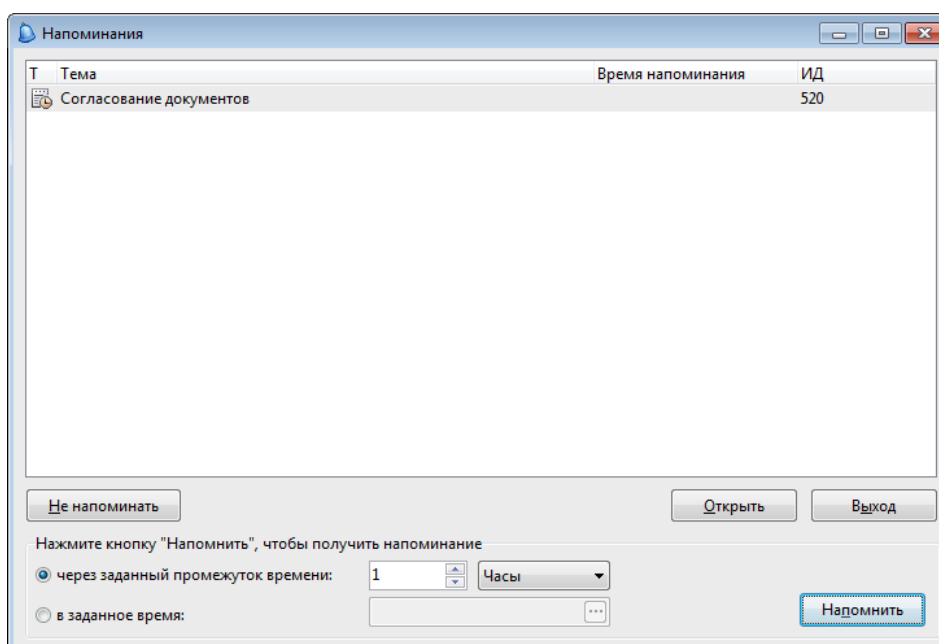 Напоминания
Т Тема Время напоминания ИД
Согласование документов 520
Не напоминать Открыть Выход
Нажмите кнопку "Напомнить", чтобы получить напоминание
через заданный промежуток времени: 1 Часы
в заданное время: ...
Напомнить